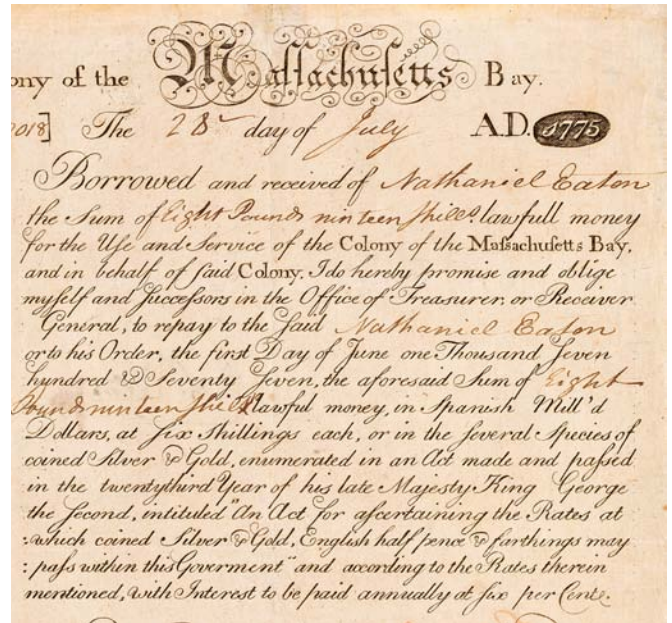 ony of the Massachusetts Bay.
2018] The 28 day of July A.D. 1775
Borrowed and received of Nathaniel Eaton
the Sum of Eight Pounds ninteen Shills lawfull money
for the Use and Service of the Colony of the Massachusetts Bay.
and in behalf of said Colony, I do hereby promise and oblige
myself and Successors in the Office of Treasurer, or Receiver
General, to repay to the said Nathaniel Eaton
or to his Order, the first Day of June one Thousand Seven
hundred & Seventy Seven, the aforesaid Sum of Eight
Pounds ninteen Shill lawful money, in Spanish Mill'd
Dollars, at Six Shillings each, or in the several Species of
coined Silver & Gold, enumerated in an Act made and passed
in the twentythird Year of his late Majesty King George
the Second, intituled "An Act for ascertaining the Rates at
:which coined Silver & Gold, English half pence & farthings may
:pass within this Goverment" and according to the Rates therein
mentioned, with Interest to be paid annually at six per Cent.